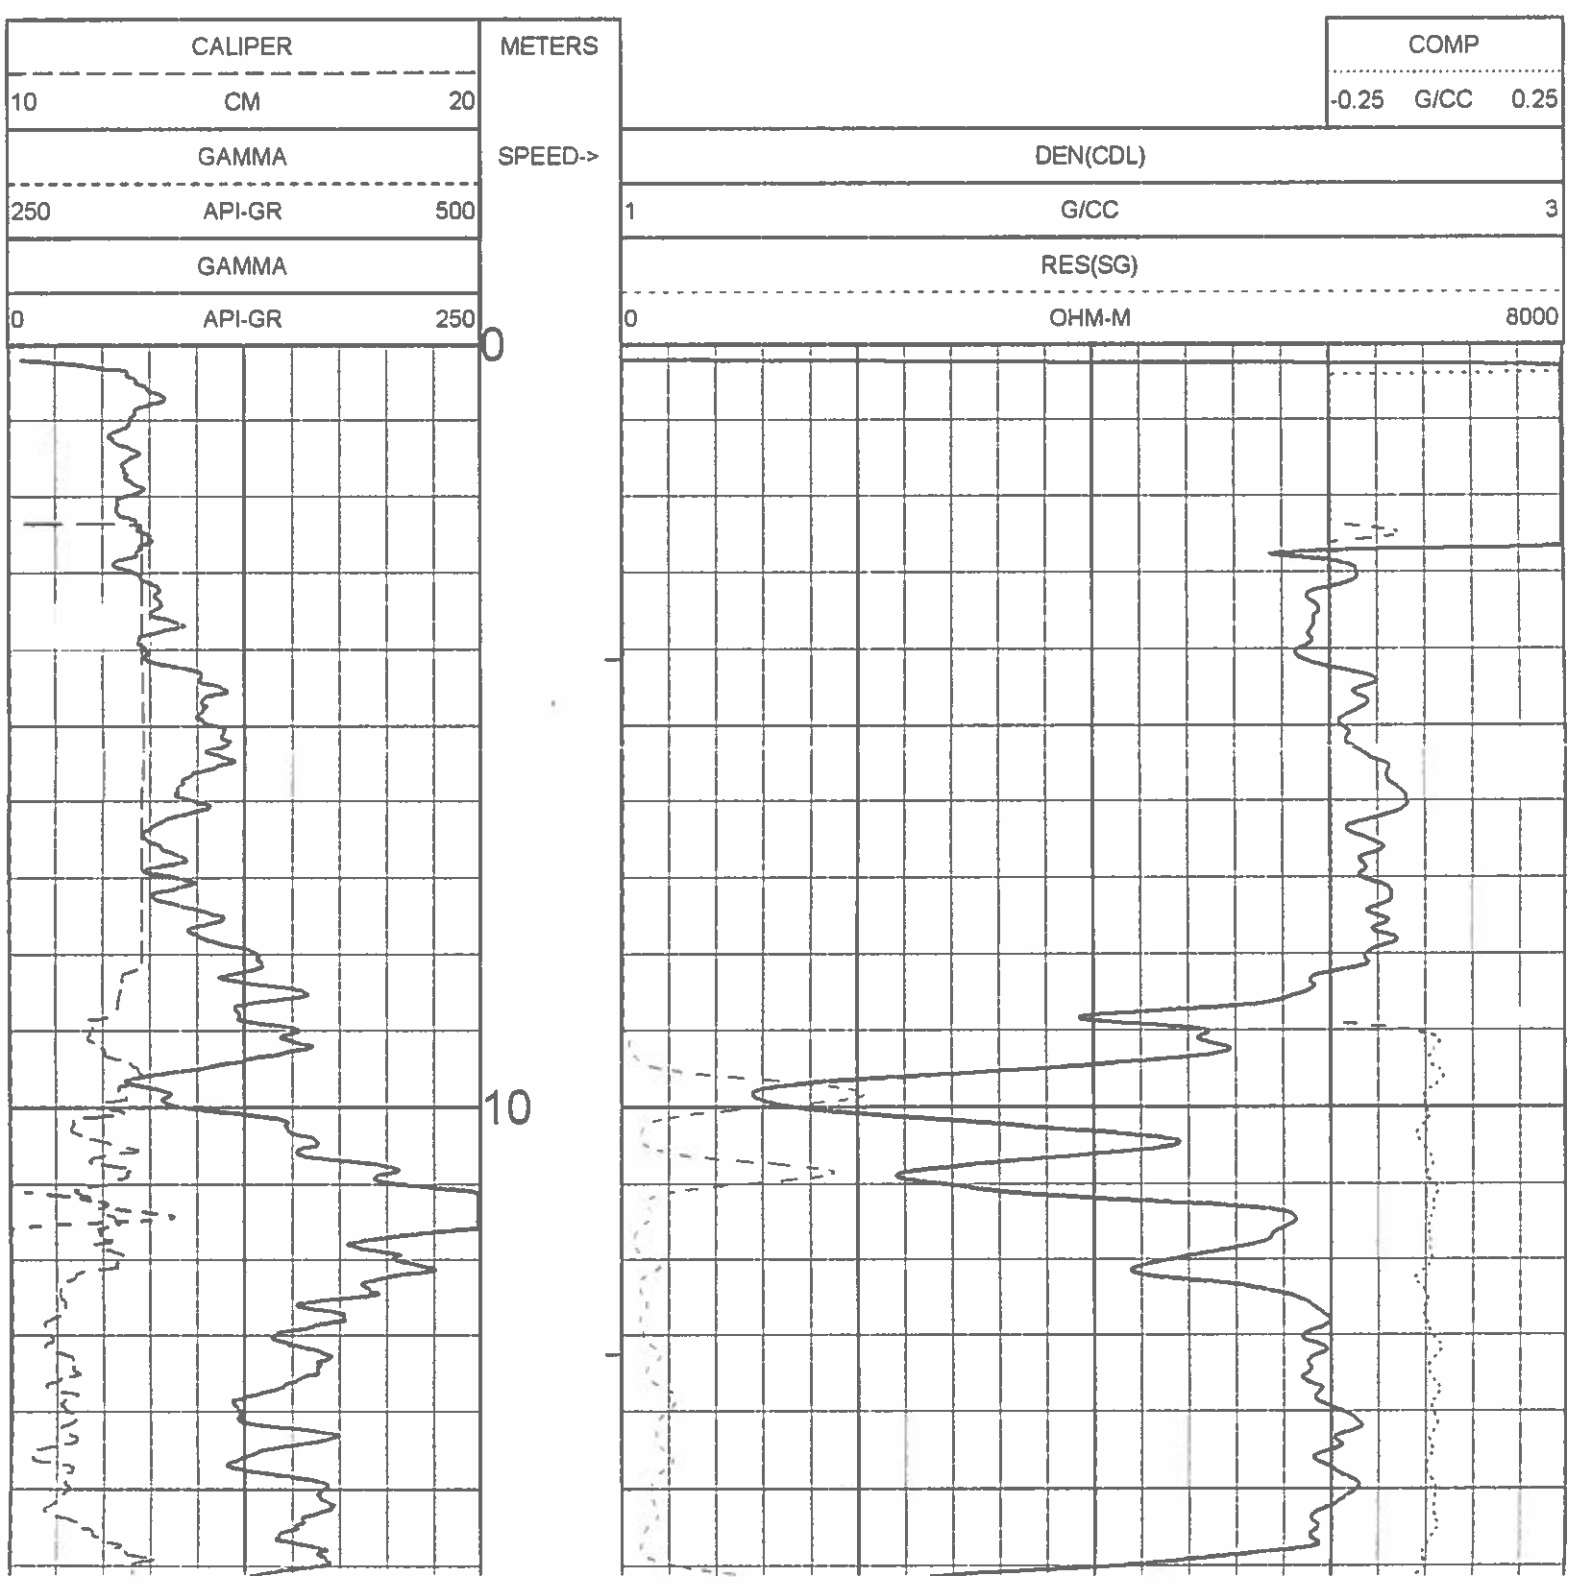 CALIPER
10 CM 20
GAMMA
250 API-GR 500
GAMMA
0 API-GR 250
METERS
SPEED->
COMP
-0.25 G/CC 0.25
DEN(CDL)
1 G/CC 3
RES(SG)
0 OHM-M 8000
0
10